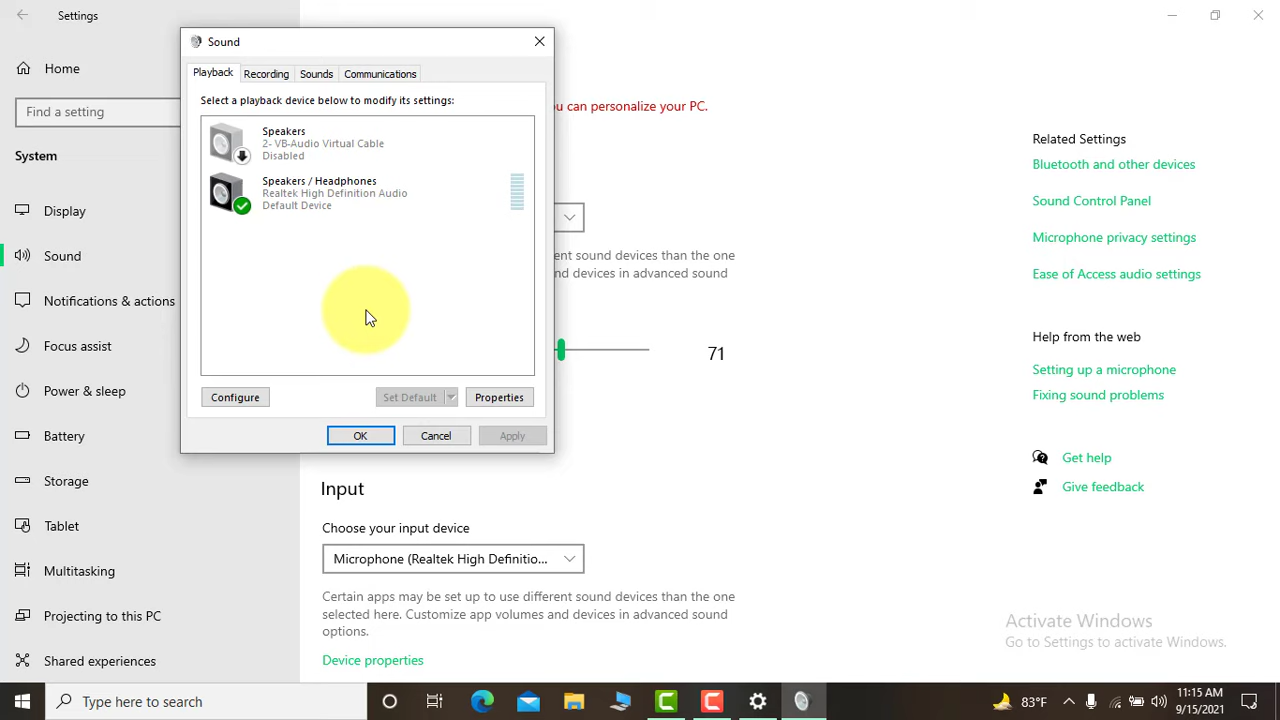 Settings
Home
Find a setting
System
Display
Sound
Notifications & actions
Focus assist
Power & sleep
Battery
Storage
Tablet
Multitasking
Projecting to this PC
Shared experiences
Sound
Playback
Recording
Sounds
Communications
Select a playback device below to modify its settings:
Speakers
2- VB-Audio Virtual Cable
Disabled
Speakers / Headphones
Realtek High Definition Audio
Default Device
Configure
Set Default
Properties
OK
Cancel
Apply
can personalize your PC.
sound devices than the one
sound devices in advanced sound
71
Input
Choose your input device
Microphone (Realtek High Definitio...
Certain apps may be set up to use different sound devices than the one
selected here. Customize app volumes and devices in advanced sound
options.
Device properties
Related Settings
Bluetooth and other devices
Sound Control Panel
Microphone privacy settings
Ease of Access audio settings
Help from the web
Setting up a microphone
Fixing sound problems
Get help
Give feedback
Activate Windows
Go to Settings to activate Windows.
Type here to search
83°F
11:15 AM
9/15/2021